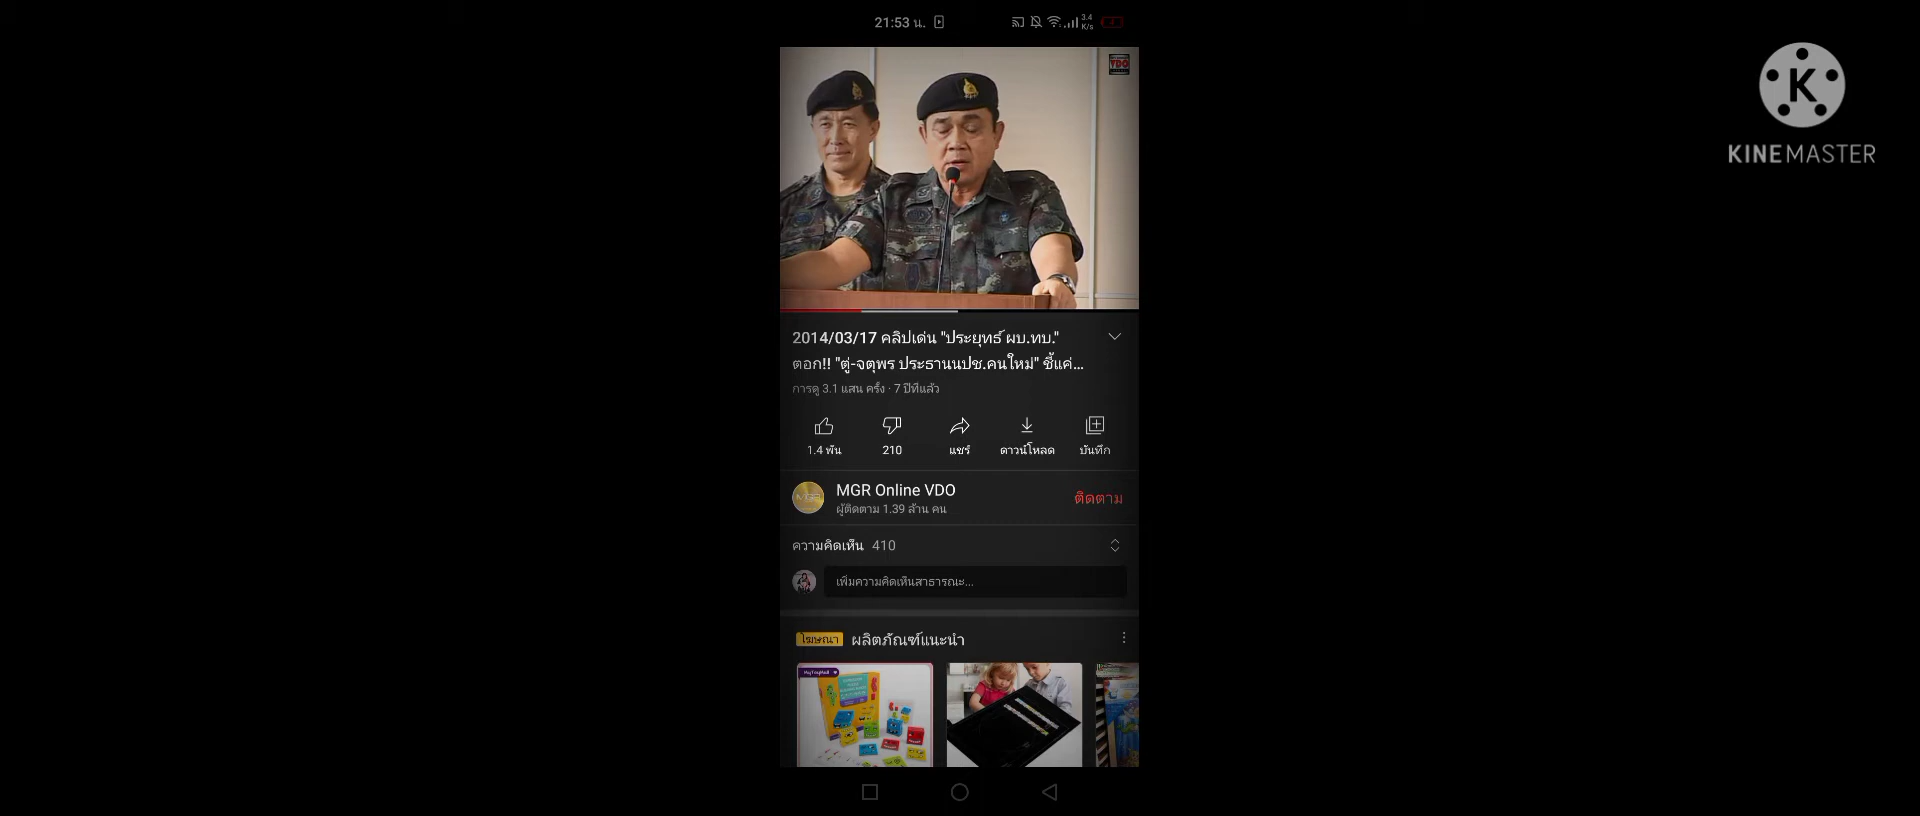 21:53 น.
3.4
K/s
VDO
K
KINEMASTER
2014/03/17 คลิปเด่น "ประยุทธ์ ผบ.ทบ."
ตอก!! "ตู่-จตุพร ประธานนปช.คนใหม่" ชี้แค่...
การดู 3.1 แสน ครั้ง · 7 ปีที่แล้ว
1.4 พัน
210
แชร์
ดาวน์โหลด
บันทึก
MGR
MGR Online VDO
ผู้ติดตาม 1.39 ล้าน คน
ติดตาม
ความคิดเห็น 410
เพิ่มความคิดเห็นสาธารณะ...
โฆษณา ผลิตภัณฑ์แนะนำ